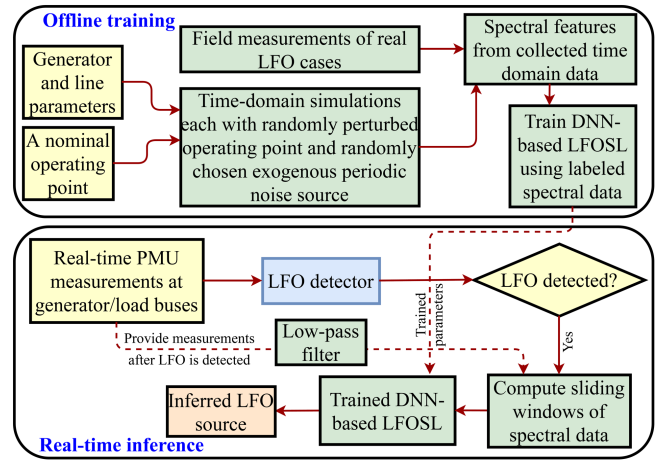 Offline training
Field measurements of real
LFO cases
Spectral features
from collected time
domain data
Generator
and line
parameters
A nominal
operating
point
Time-domain simulations
each with randomly perturbed
operating point and randomly
chosen exogenous periodic
noise source
Train DNN-
based LFOSL
using labeled
spectral data
Real-time PMU
measurements at
generator/load buses
LFO detector
LFO detected?
Trained
parameters
Yes
Provide measurements
after LFO is detected
Low-pass
filter
Compute sliding
windows of
spectral data
Trained DNN-
based LFOSL
Inferred LFO
source
Real-time inference